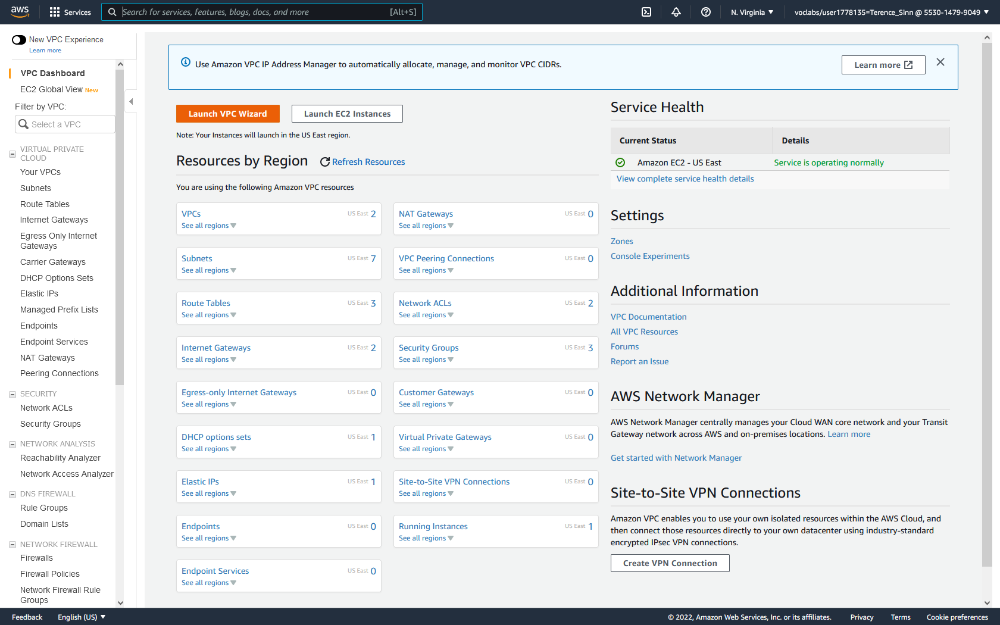 aws
Services
Search for services, features, blogs, docs, and more
[Alt+S]
N. Virginia
voclabs/user1778135=Terence_Sinn @ 5530-1479-9049
New VPC Experience
Learn more
VPC Dashboard
EC2 Global View New
Filter by VPC:
Select a VPC
VIRTUAL PRIVATE
CLOUD
Your VPCs
Subnets
Route Tables
Internet Gateways
Egress Only Internet
Gateways
Carrier Gateways
DHCP Options Sets
Elastic IPs
Managed Prefix Lists
Endpoints
Endpoint Services
NAT Gateways
Peering Connections
SECURITY
Network ACLs
Security Groups
NETWORK ANALYSIS
Reachability Analyzer
Network Access Analyzer
DNS FIREWALL
Rule Groups
Domain Lists
NETWORK FIREWALL
Firewalls
Firewall Policies
Network Firewall Rule
Groups
Use Amazon VPC IP Address Manager to automatically allocate, manage, and monitor VPC CIDRs.
Learn more
Launch VPC Wizard
Launch EC2 Instances
Note: Your Instances will launch in the US East region.
Resources by Region
Refresh Resources
You are using the following Amazon VPC resources
VPCs US East 2
See all regions
NAT Gateways US East 0
See all regions
Subnets US East 7
See all regions
VPC Peering Connections US East 0
See all regions
Route Tables US East 3
See all regions
Network ACLs US East 2
See all regions
Internet Gateways US East 2
See all regions
Security Groups US East 3
See all regions
Egress-only Internet Gateways US East 0
See all regions
Customer Gateways US East 0
See all regions
DHCP options sets US East 1
See all regions
Virtual Private Gateways US East 0
See all regions
Elastic IPs US East 1
See all regions
Site-to-Site VPN Connections US East 0
See all regions
Endpoints US East 0
See all regions
Running Instances US East 1
See all regions
Endpoint Services US East 0
See all regions
Service Health
Current Status Details
Amazon EC2 - US East Service is operating normally
View complete service health details
Settings
Zones
Console Experiments
Additional Information
VPC Documentation
All VPC Resources
Forums
Report an Issue
AWS Network Manager
AWS Network Manager centrally manages your Cloud WAN core network and your Transit
Gateway network across AWS and on-premises locations. Learn more
Get started with Network Manager
Site-to-Site VPN Connections
Amazon VPC enables you to use your own isolated resources within the AWS Cloud, and
then connect those resources directly to your own datacenter using industry-standard
encrypted IPsec VPN connections.
Create VPN Connection
Feedback
English (US)
© 2022, Amazon Web Services, Inc. or its affiliates.
Privacy
Terms
Cookie preferences